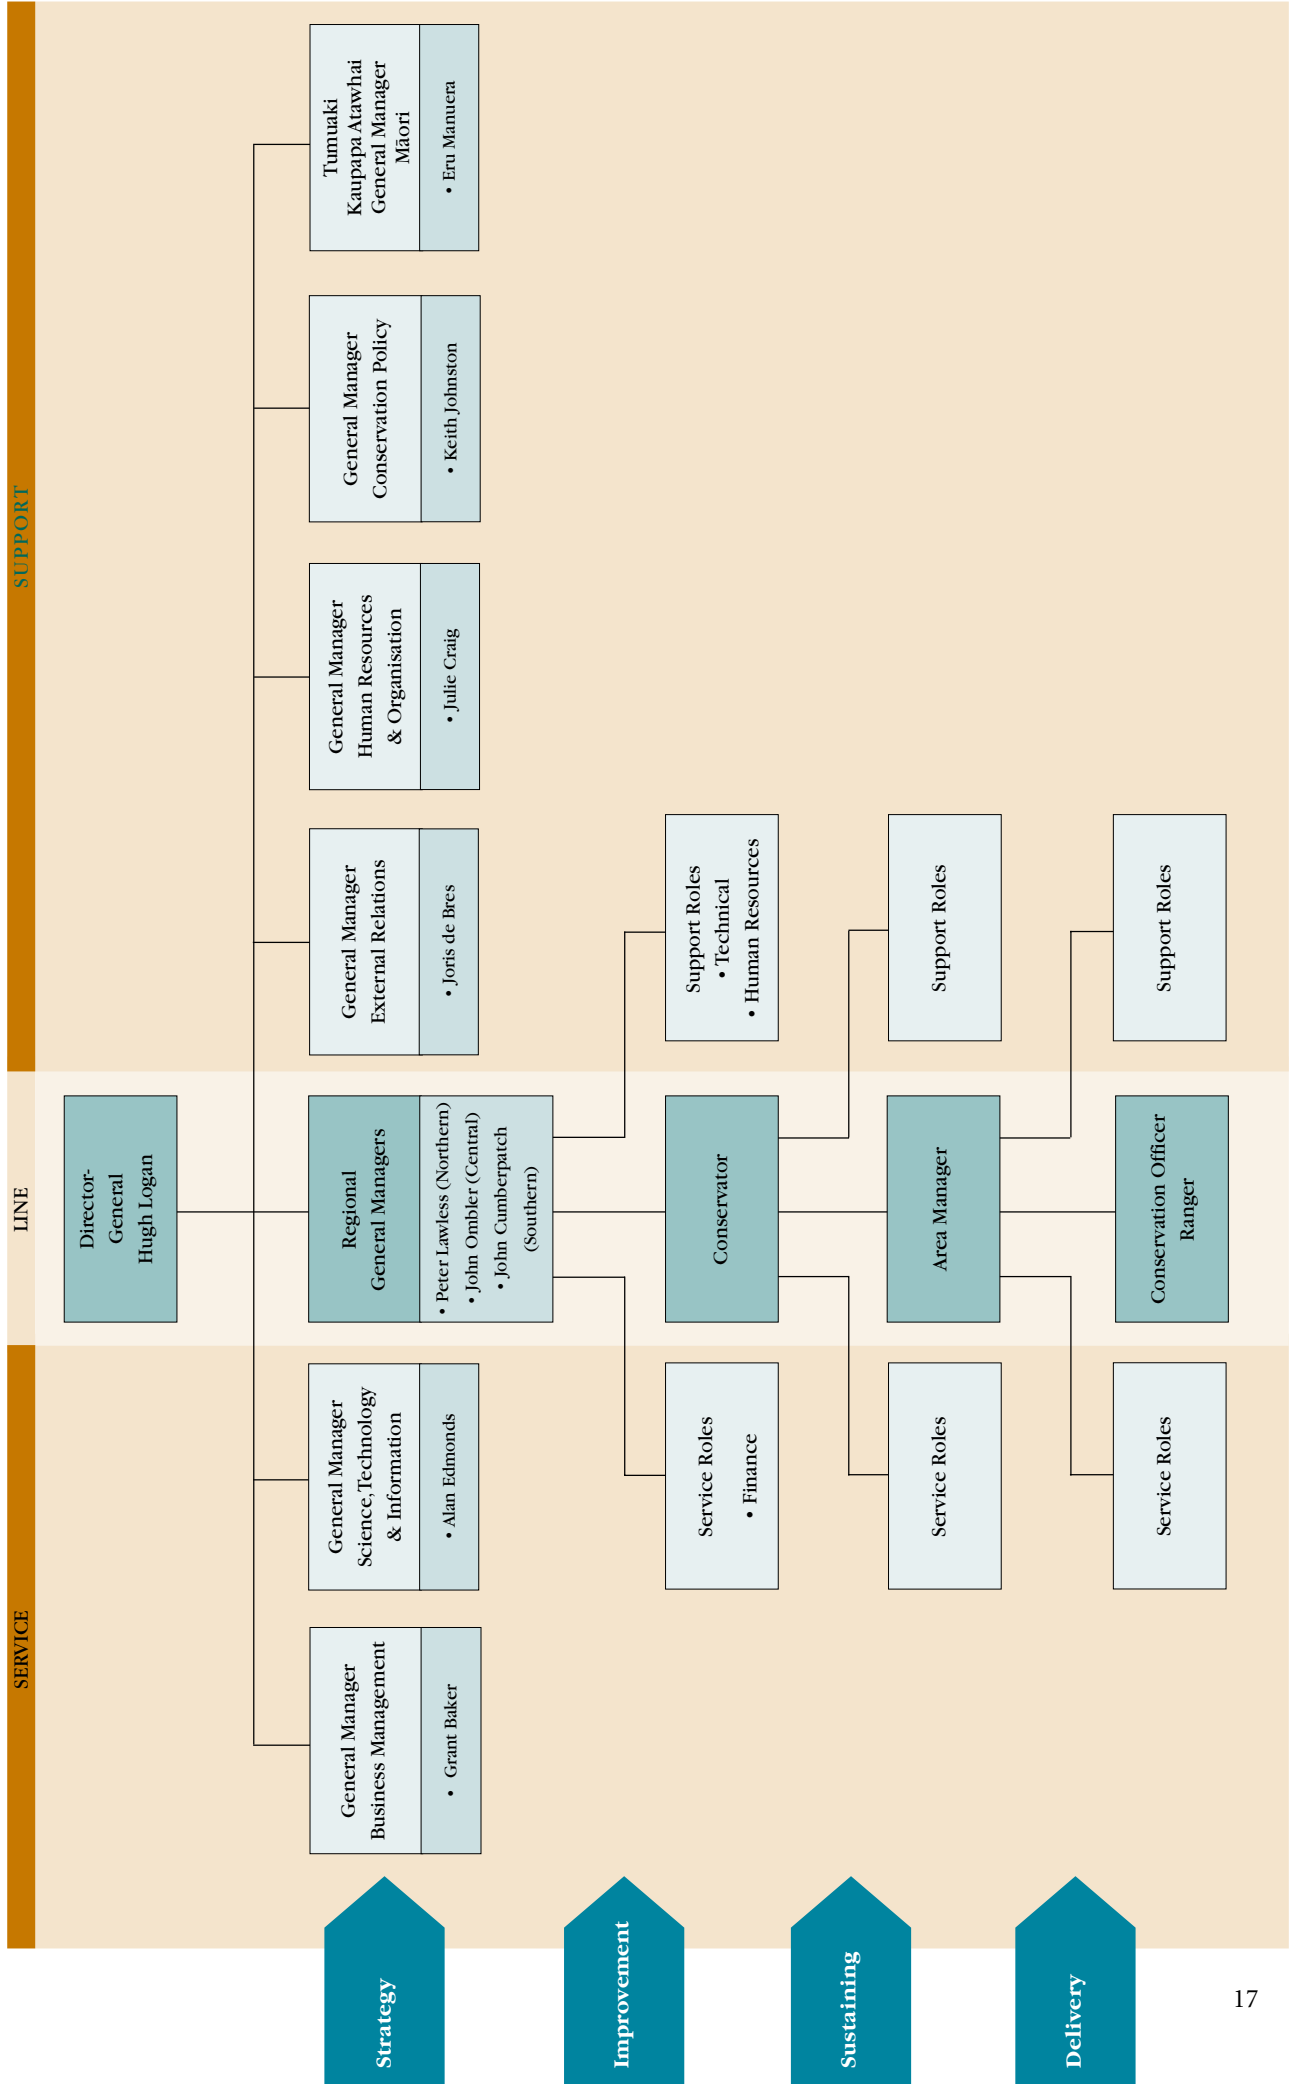 SERVICE
LINE
SUPPORT
Director-
General
Hugh Logan
Strategy
General Manager
Business Management
• Grant Baker
General Manager
Science, Technology
& Information
• Alan Edmonds
Regional
General Managers
• Peter Lawless (Northern)
• John Ombler (Central)
• John Cumberpatch
(Southern)
General Manager
External Relations
• Joris de Bres
General Manager
Human Resources
& Organisation
• Julie Craig
General Manager
Conservation Policy
• Keith Johnston
Tumuaki
Kaupapa Atawhai
General Manager
Māori
• Eru Manuera
Improvement
Service Roles
• Finance
Conservator
Support Roles
• Technical
• Human Resources
Sustaining
Service Roles
Area Manager
Support Roles
Delivery
Service Roles
Conservation Officer
Ranger
Support Roles
17